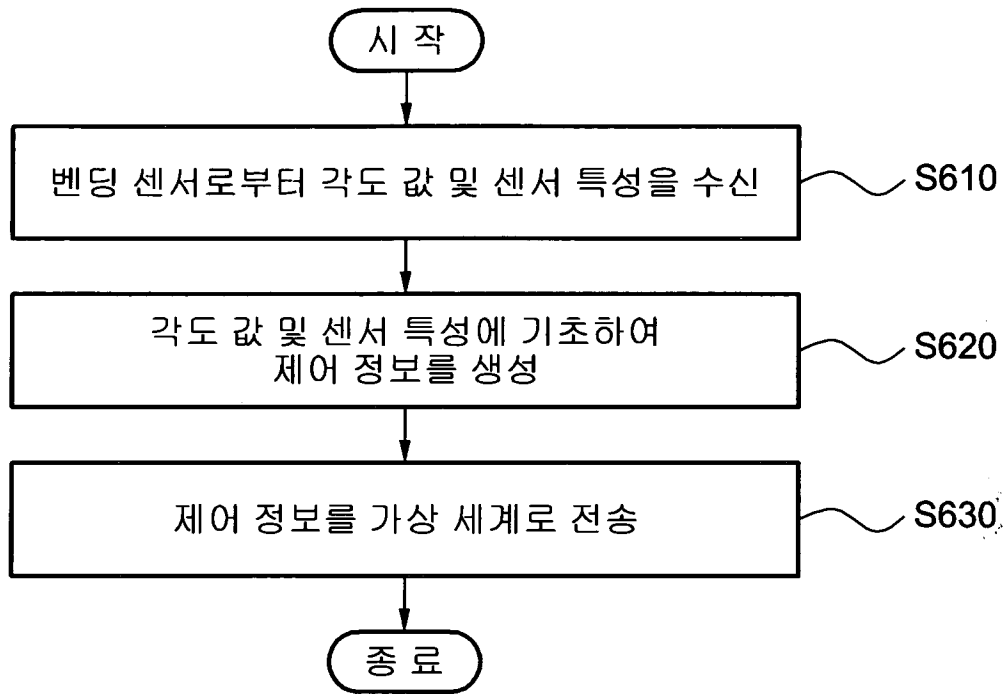 시 작
벤딩 센서로부터 각도 값 및 센서 특성을 수신
S610
각도 값 및 센서 특성에 기초하여
제어 정보를 생성
S620
제어 정보를 가상 세계로 전송
S630
종 료